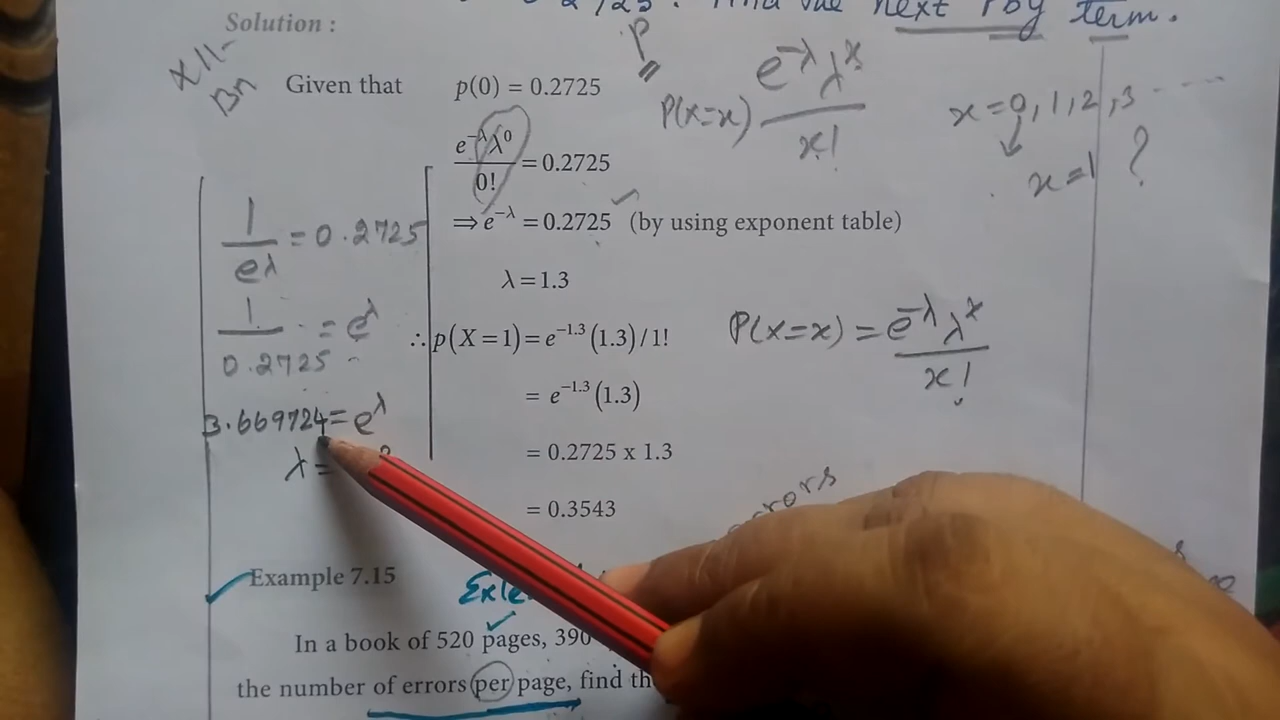 next
term.
Solution :
XII-
Bn
Given that p(0) = 0.2725
P
P(X=x) e^{-λ} λ^x / x!
x = 0, 1, 2, 3 ----
x = 1 ?
e^{-λ} λ^0 / 0! = 0.2725
1 / e^λ = 0.2725
⇒ e^{-λ} = 0.2725 (by using exponent table)
λ = 1.3
1 / 0.2725 = e^λ
∴ p(X = 1) = e^{-1.3} (1.3) / 1!
P(X=x) = e^{-λ} λ^x / x!
= e^{-1.3} (1.3)
3.669724 = e^λ
λ =
= 0.2725 x 1.3
= 0.3543
errors
Example 7.15
In a book of 520 pages, 390
the number of errors per page, find